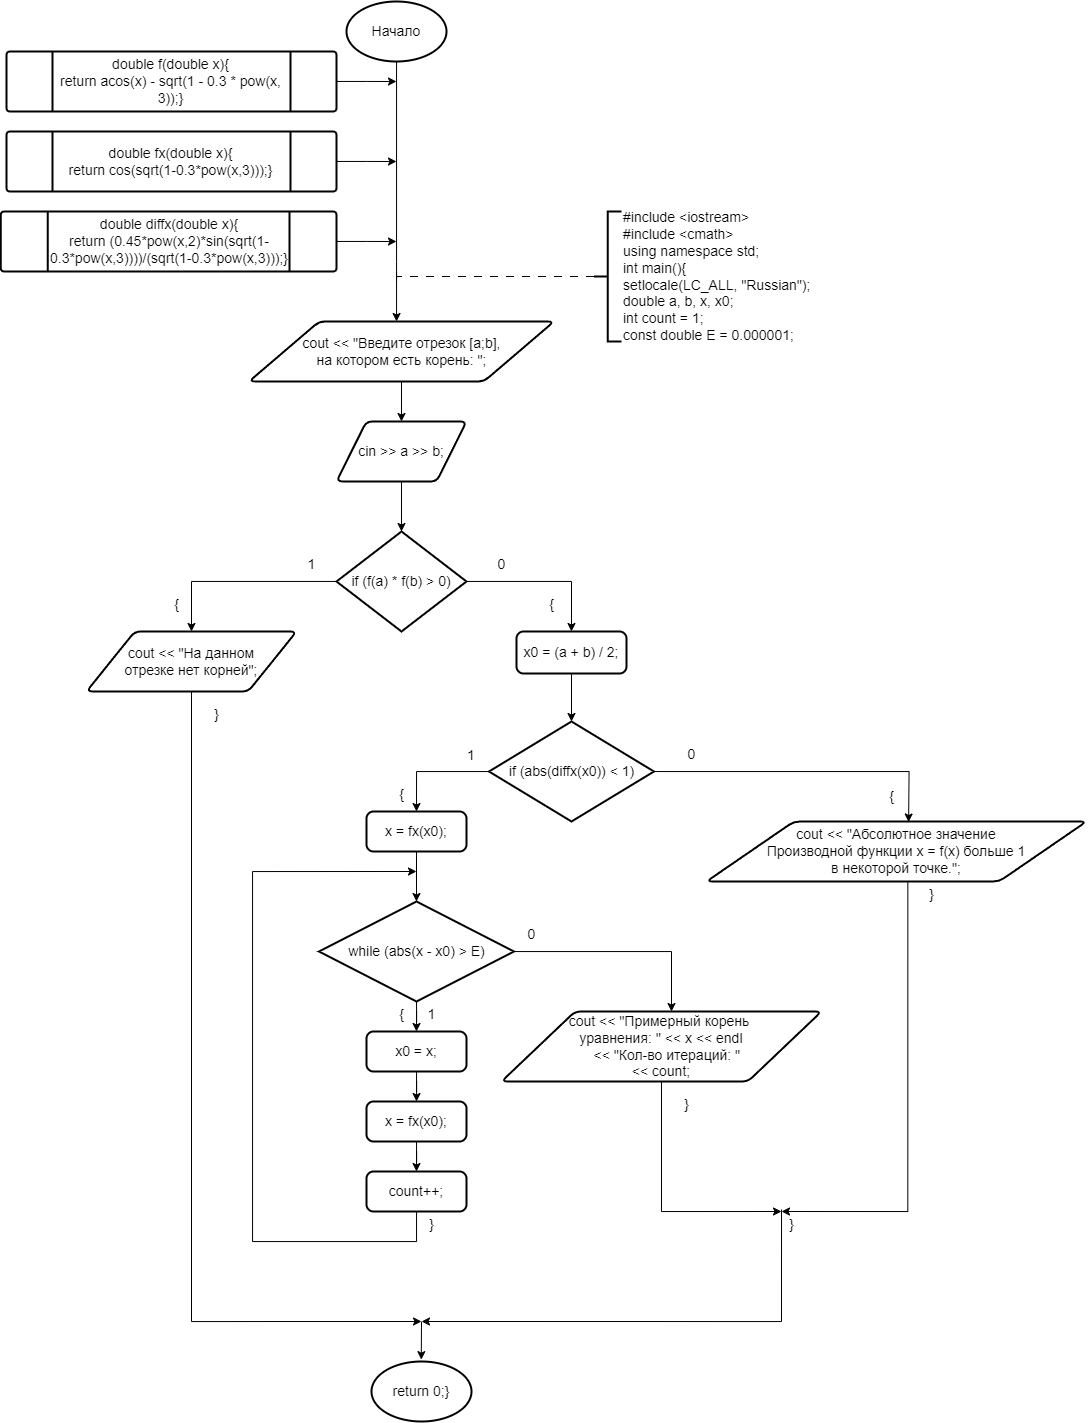 Начало
double f(double x){
return acos(x) - sqrt(1 - 0.3 * pow(x,
3));}
double fx(double x){
return cos(sqrt(1-0.3*pow(x,3)));}
double diffx(double x){
return (0.45*pow(x,2)*sin(sqrt(1-
0.3*pow(x,3))))/(sqrt(1-0.3*pow(x,3)));}
#include <iostream>
#include <cmath>
using namespace std;
int main(){
setlocale(LC_ALL, "Russian");
double a, b, x, x0;
int count = 1;
const double E = 0.000001;
cout << "Введите отрезок [a;b],
на котором есть корень: ";
cin >> a >> b;
1
if (f(a) * f(b) > 0)
0
{
{
cout << "На данном
отрезке нет корней";
}
x0 = (a + b) / 2;
1
if (abs(diffx(x0)) < 1)
0
{
{
x = fx(x0);
cout << "Абсолютное значение
Производной функции x = f(x) больше 1
в некоторой точке.";
}
while (abs(x - x0) > E)
0
{ 1
cout << "Примерный корень
уравнения: " << x << endl
<< "Кол-во итераций: "
<< count;
}
x0 = x;
x = fx(x0);
count++;
}
}
return 0;}